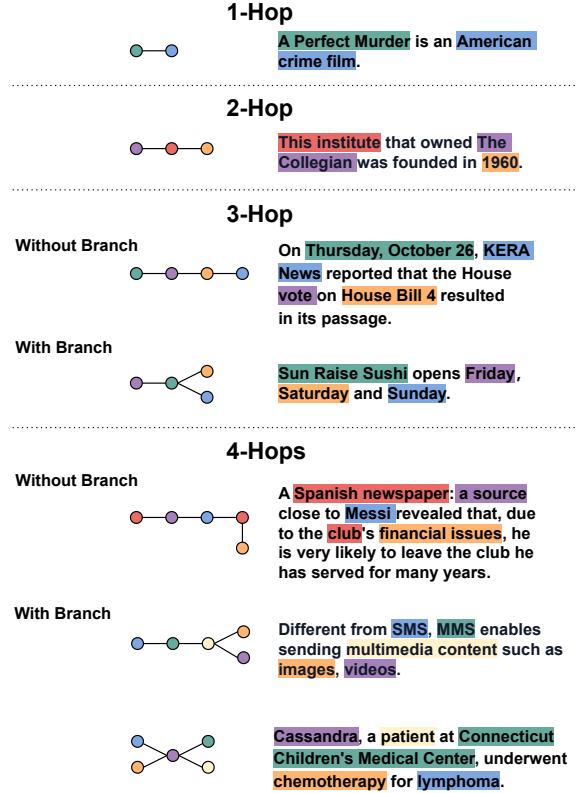 1-Hop
A Perfect Murder is an American
crime film.
2-Hop
This institute that owned The
Collegian was founded in 1960.
3-Hop
Without Branch
On Thursday, October 26, KERA
News reported that the House
vote on House Bill 4 resulted
in its passage.
With Branch
Sun Raise Sushi opens Friday,
Saturday and Sunday.
4-Hops
Without Branch
A Spanish newspaper: a source
close to Messi revealed that, due
to the club's financial issues, he
is very likely to leave the club he
has served for many years.
With Branch
Different from SMS, MMS enables
sending multimedia content such as
images, videos.
Cassandra, a patient at Connecticut
Children's Medical Center, underwent
chemotherapy for lymphoma.